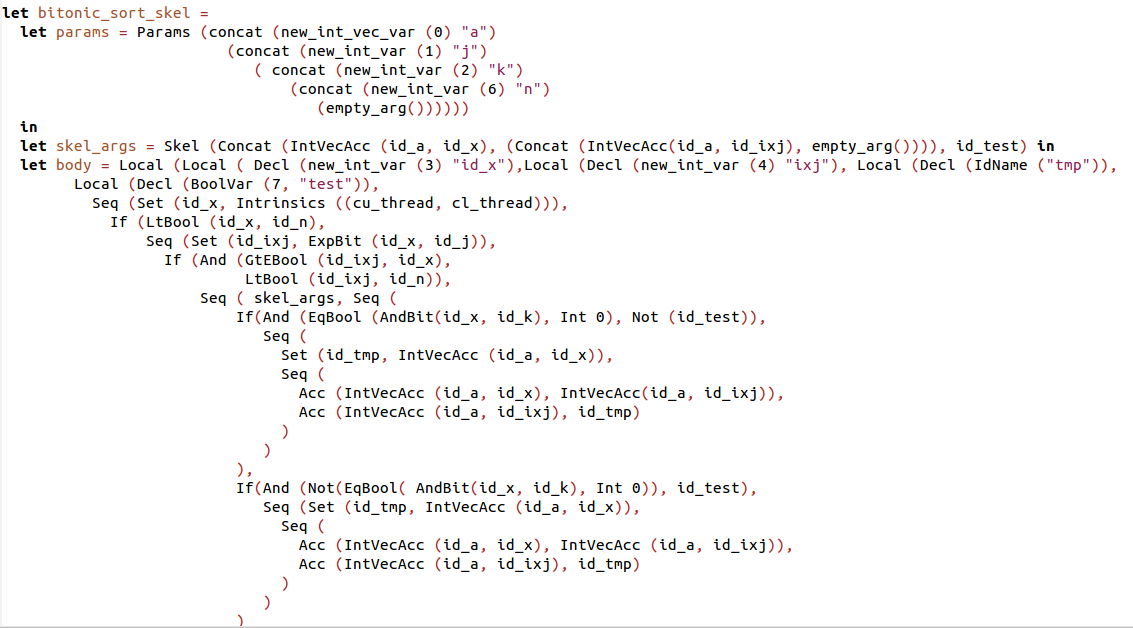 let bitonic_sort_skel =
  let params = Params (concat (new_int_vec_var (0) "a")
                         (concat (new_int_var (1) "j")
                            ( concat (new_int_var (2) "k")
                                (concat (new_int_var (6) "n")
                                   (empty_arg())))))
  in
  let skel_args = Skel (Concat (IntVecAcc (id_a, id_x), (Concat (IntVecAcc(id_a, id_ixj), empty_arg()))), id_test) in
  let body = Local (Local ( Decl (new_int_var (3) "id_x"),Local (Decl (new_int_var (4) "ixj"), Local (Decl (IdName ("tmp")),
        Local (Decl (BoolVar (7, "test")),
          Seq (Set (id_x, Intrinsics ((cu_thread, cl_thread))),
            If (LtBool (id_x, id_n),
                Seq (Set (id_ixj, ExpBit (id_x, id_j)),
                  If (And (GtEBool (id_ixj, id_x),
                           LtBool (id_ixj, id_n)),
                      Seq ( skel_args, Seq (
                          If(And (EqBool (AndBit(id_x, id_k), Int 0), Not (id_test)),
                             Seq (
                               Set (id_tmp, IntVecAcc (id_a, id_x)),
                               Seq (
                                 Acc (IntVecAcc (id_a, id_x), IntVecAcc(id_a, id_ixj)),
                                 Acc (IntVecAcc (id_a, id_ixj), id_tmp)
                               )
                             )
                          ),
                          If(And (Not(EqBool( AndBit(id_x, id_k), Int 0)), id_test),
                             Seq (Set (id_tmp, IntVecAcc (id_a, id_x)),
                               Seq (
                                 Acc (IntVecAcc (id_a, id_x), IntVecAcc (id_a, id_ixj)),
                                 Acc (IntVecAcc (id_a, id_ixj), id_tmp)
                               )
                             )
                          )